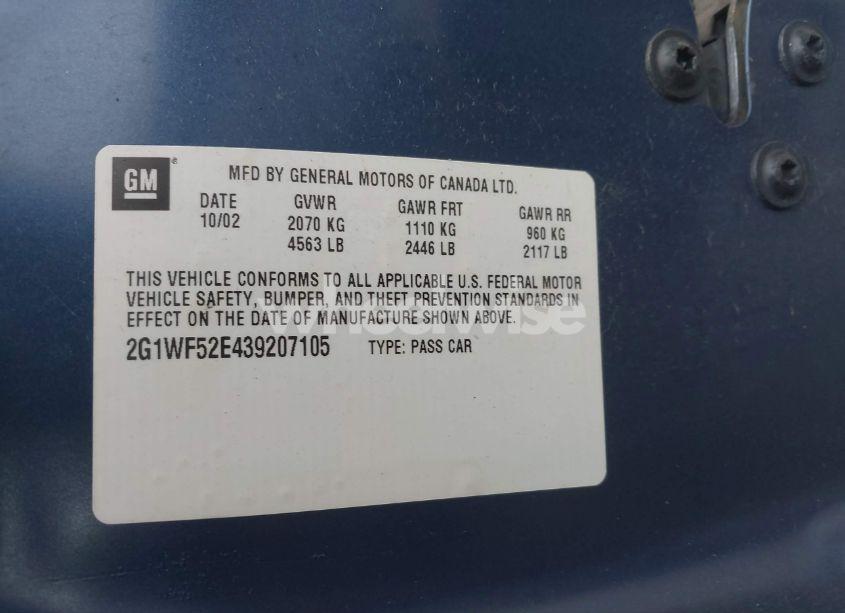 GM
MFD BY GENERAL MOTORS OF CANADA LTD.
DATE GVWR GAWR FRT GAWR RR
10/02 2070 KG 1110 KG 960 KG
4563 LB 2446 LB 2117 LB
THIS VEHICLE CONFORMS TO ALL APPLICABLE U.S. FEDERAL MOTOR
VEHICLE SAFETY, BUMPER, AND THEFT PREVENTION STANDARDS IN
EFFECT ON THE DATE OF MANUFACTURE SHOWN ABOVE.
wheelwise
2G1WF52E439207105 TYPE: PASS CAR